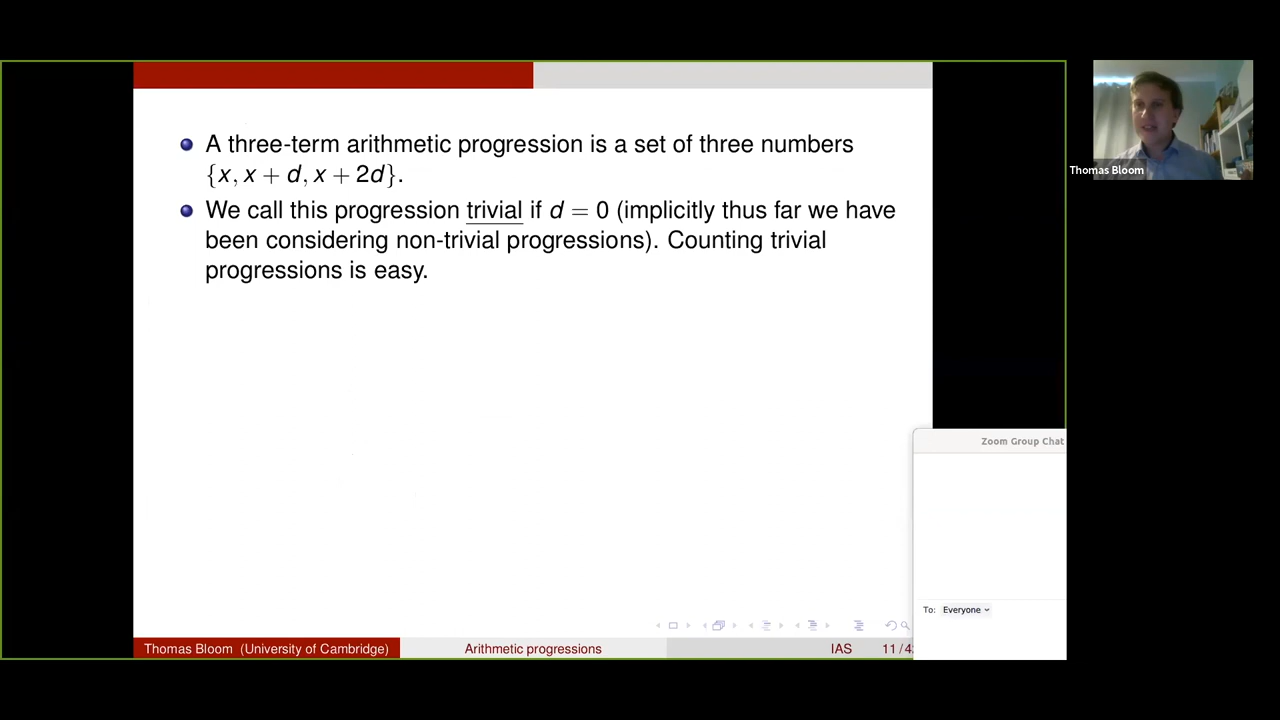 A three-term arithmetic progression is a set of three numbers
{x, x + d, x + 2d}.
We call this progression trivial if d = 0 (implicitly thus far we have
been considering non-trivial progressions). Counting trivial
progressions is easy.
Thomas Bloom
Zoom Group Chat
To: Everyone
Thomas Bloom (University of Cambridge)
Arithmetic progressions
IAS
11 / 4